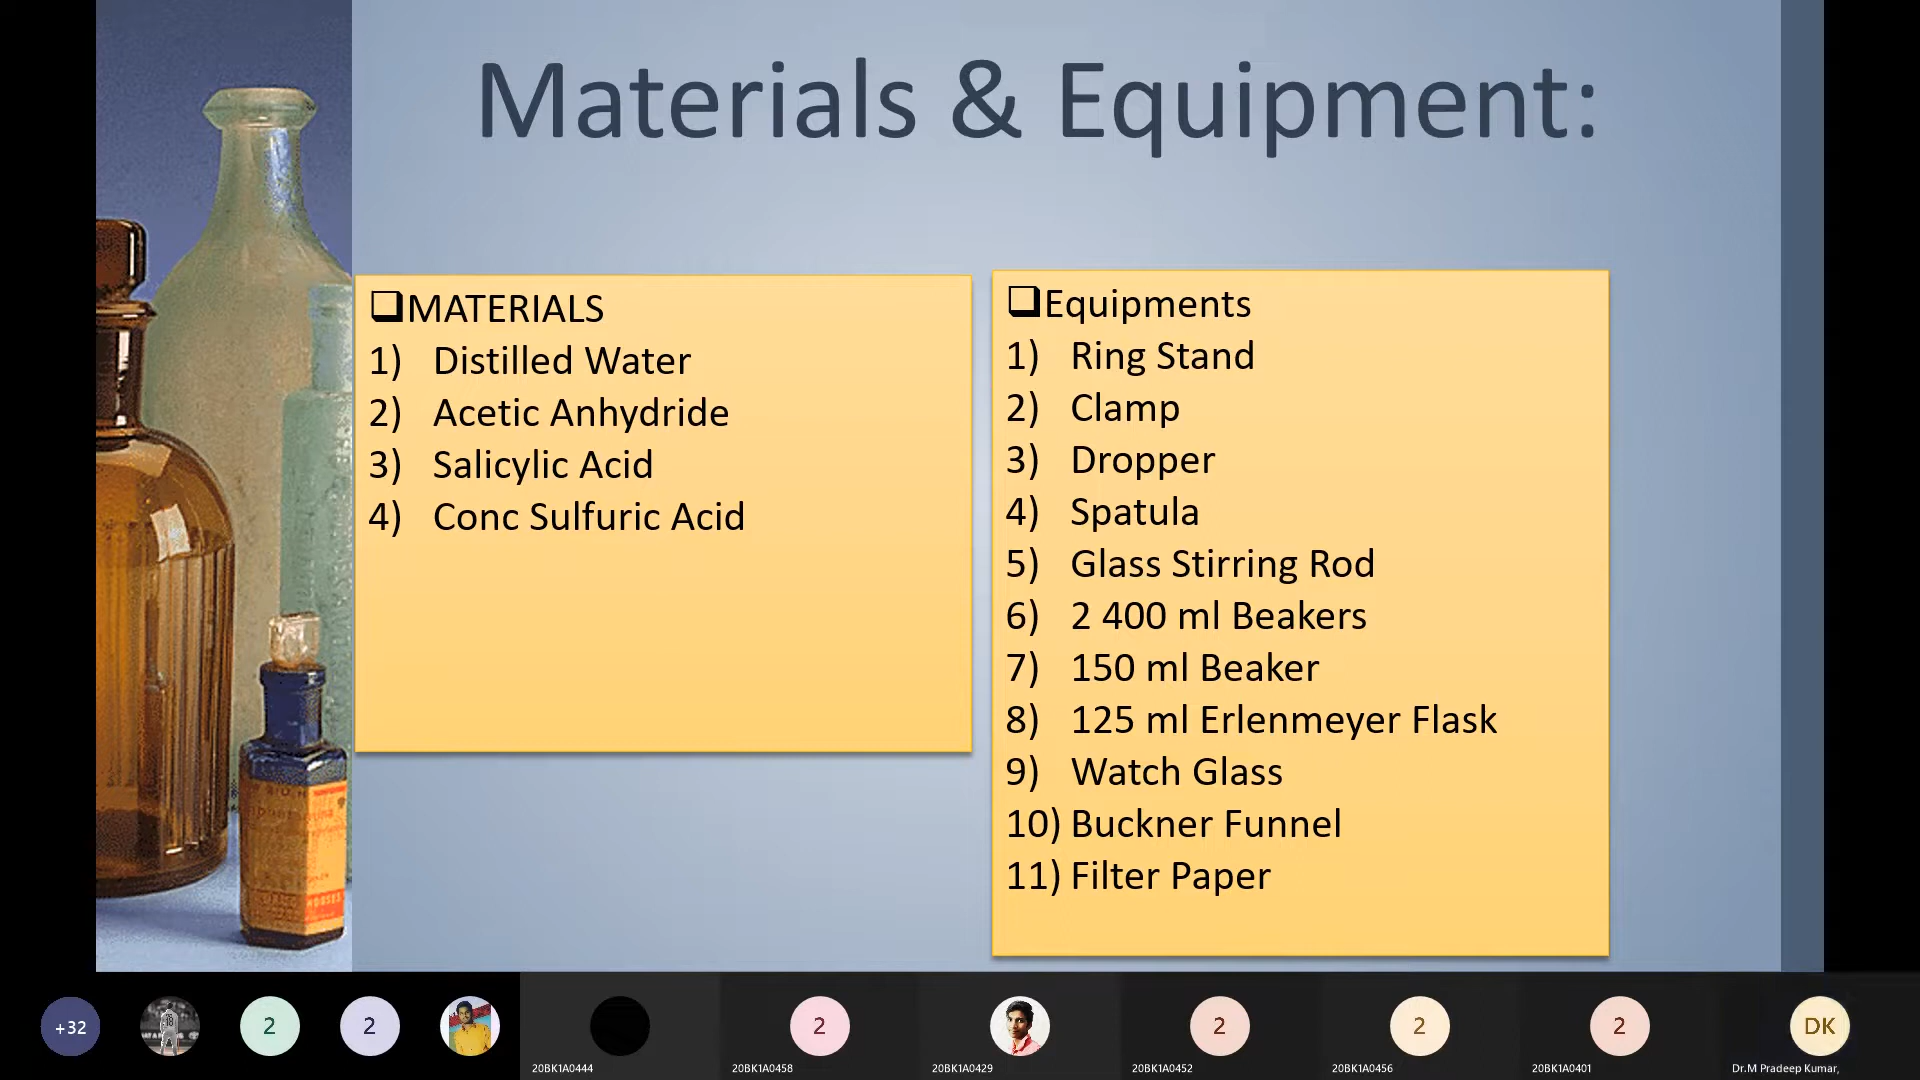 Materials & Equipment:
MATERIALS
1) Distilled Water
2) Acetic Anhydride
3) Salicylic Acid
4) Conc Sulfuric Acid
Equipments
1) Ring Stand
2) Clamp
3) Dropper
4) Spatula
5) Glass Stirring Rod
6) 2 400 ml Beakers
7) 150 ml Beaker
8) 125 ml Erlenmeyer Flask
9) Watch Glass
10) Buckner Funnel
11) Filter Paper
+32
2
2
2
2
2
2
DK
20BK1A0444
20BK1A0458
20BK1A0429
20BK1A0452
20BK1A0456
20BK1A0401
Dr.M Pradeep Kumar,